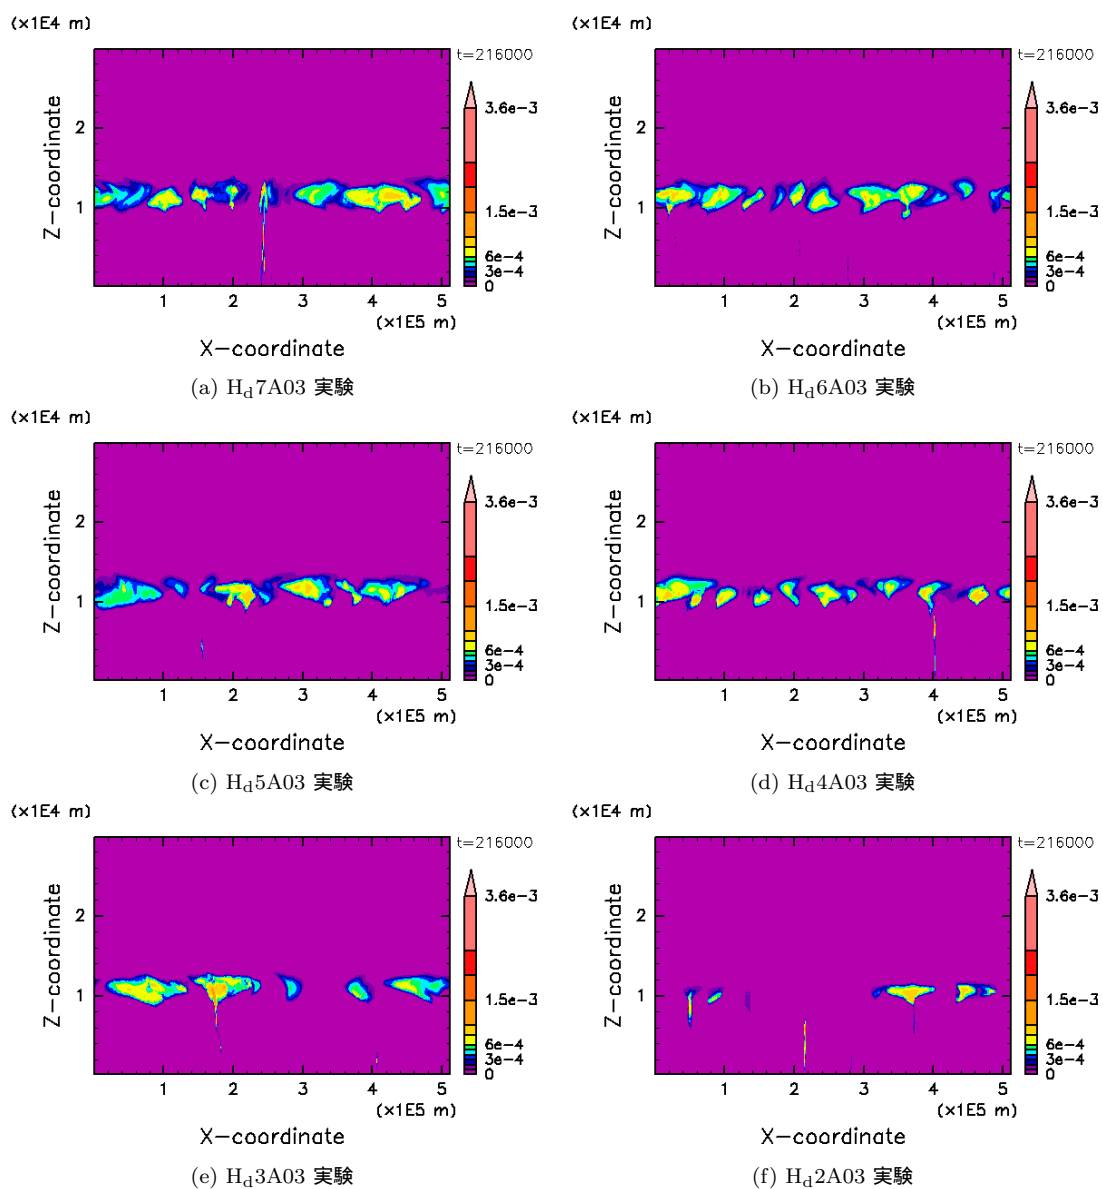 (×1E4 m)
t=216000
Z-coordinate
2
1
3.6e-3
1.5e-3
6e-4
3e-4
0
1 2 3 4 5
(×1E5 m)
X-coordinate
(a) Hd7A03 実験
(×1E4 m)
t=216000
Z-coordinate
2
1
3.6e-3
1.5e-3
6e-4
3e-4
0
1 2 3 4 5
(×1E5 m)
X-coordinate
(b) Hd6A03 実験
(×1E4 m)
t=216000
Z-coordinate
2
1
3.6e-3
1.5e-3
6e-4
3e-4
0
1 2 3 4 5
(×1E5 m)
X-coordinate
(c) Hd5A03 実験
(×1E4 m)
t=216000
Z-coordinate
2
1
3.6e-3
1.5e-3
6e-4
3e-4
0
1 2 3 4 5
(×1E5 m)
X-coordinate
(d) Hd4A03 実験
(×1E4 m)
t=216000
Z-coordinate
2
1
3.6e-3
1.5e-3
6e-4
3e-4
0
1 2 3 4 5
(×1E5 m)
X-coordinate
(e) Hd3A03 実験
(×1E4 m)
t=216000
Z-coordinate
2
1
3.6e-3
1.5e-3
6e-4
3e-4
0
1 2 3 4 5
(×1E5 m)
X-coordinate
(f) Hd2A03 実験